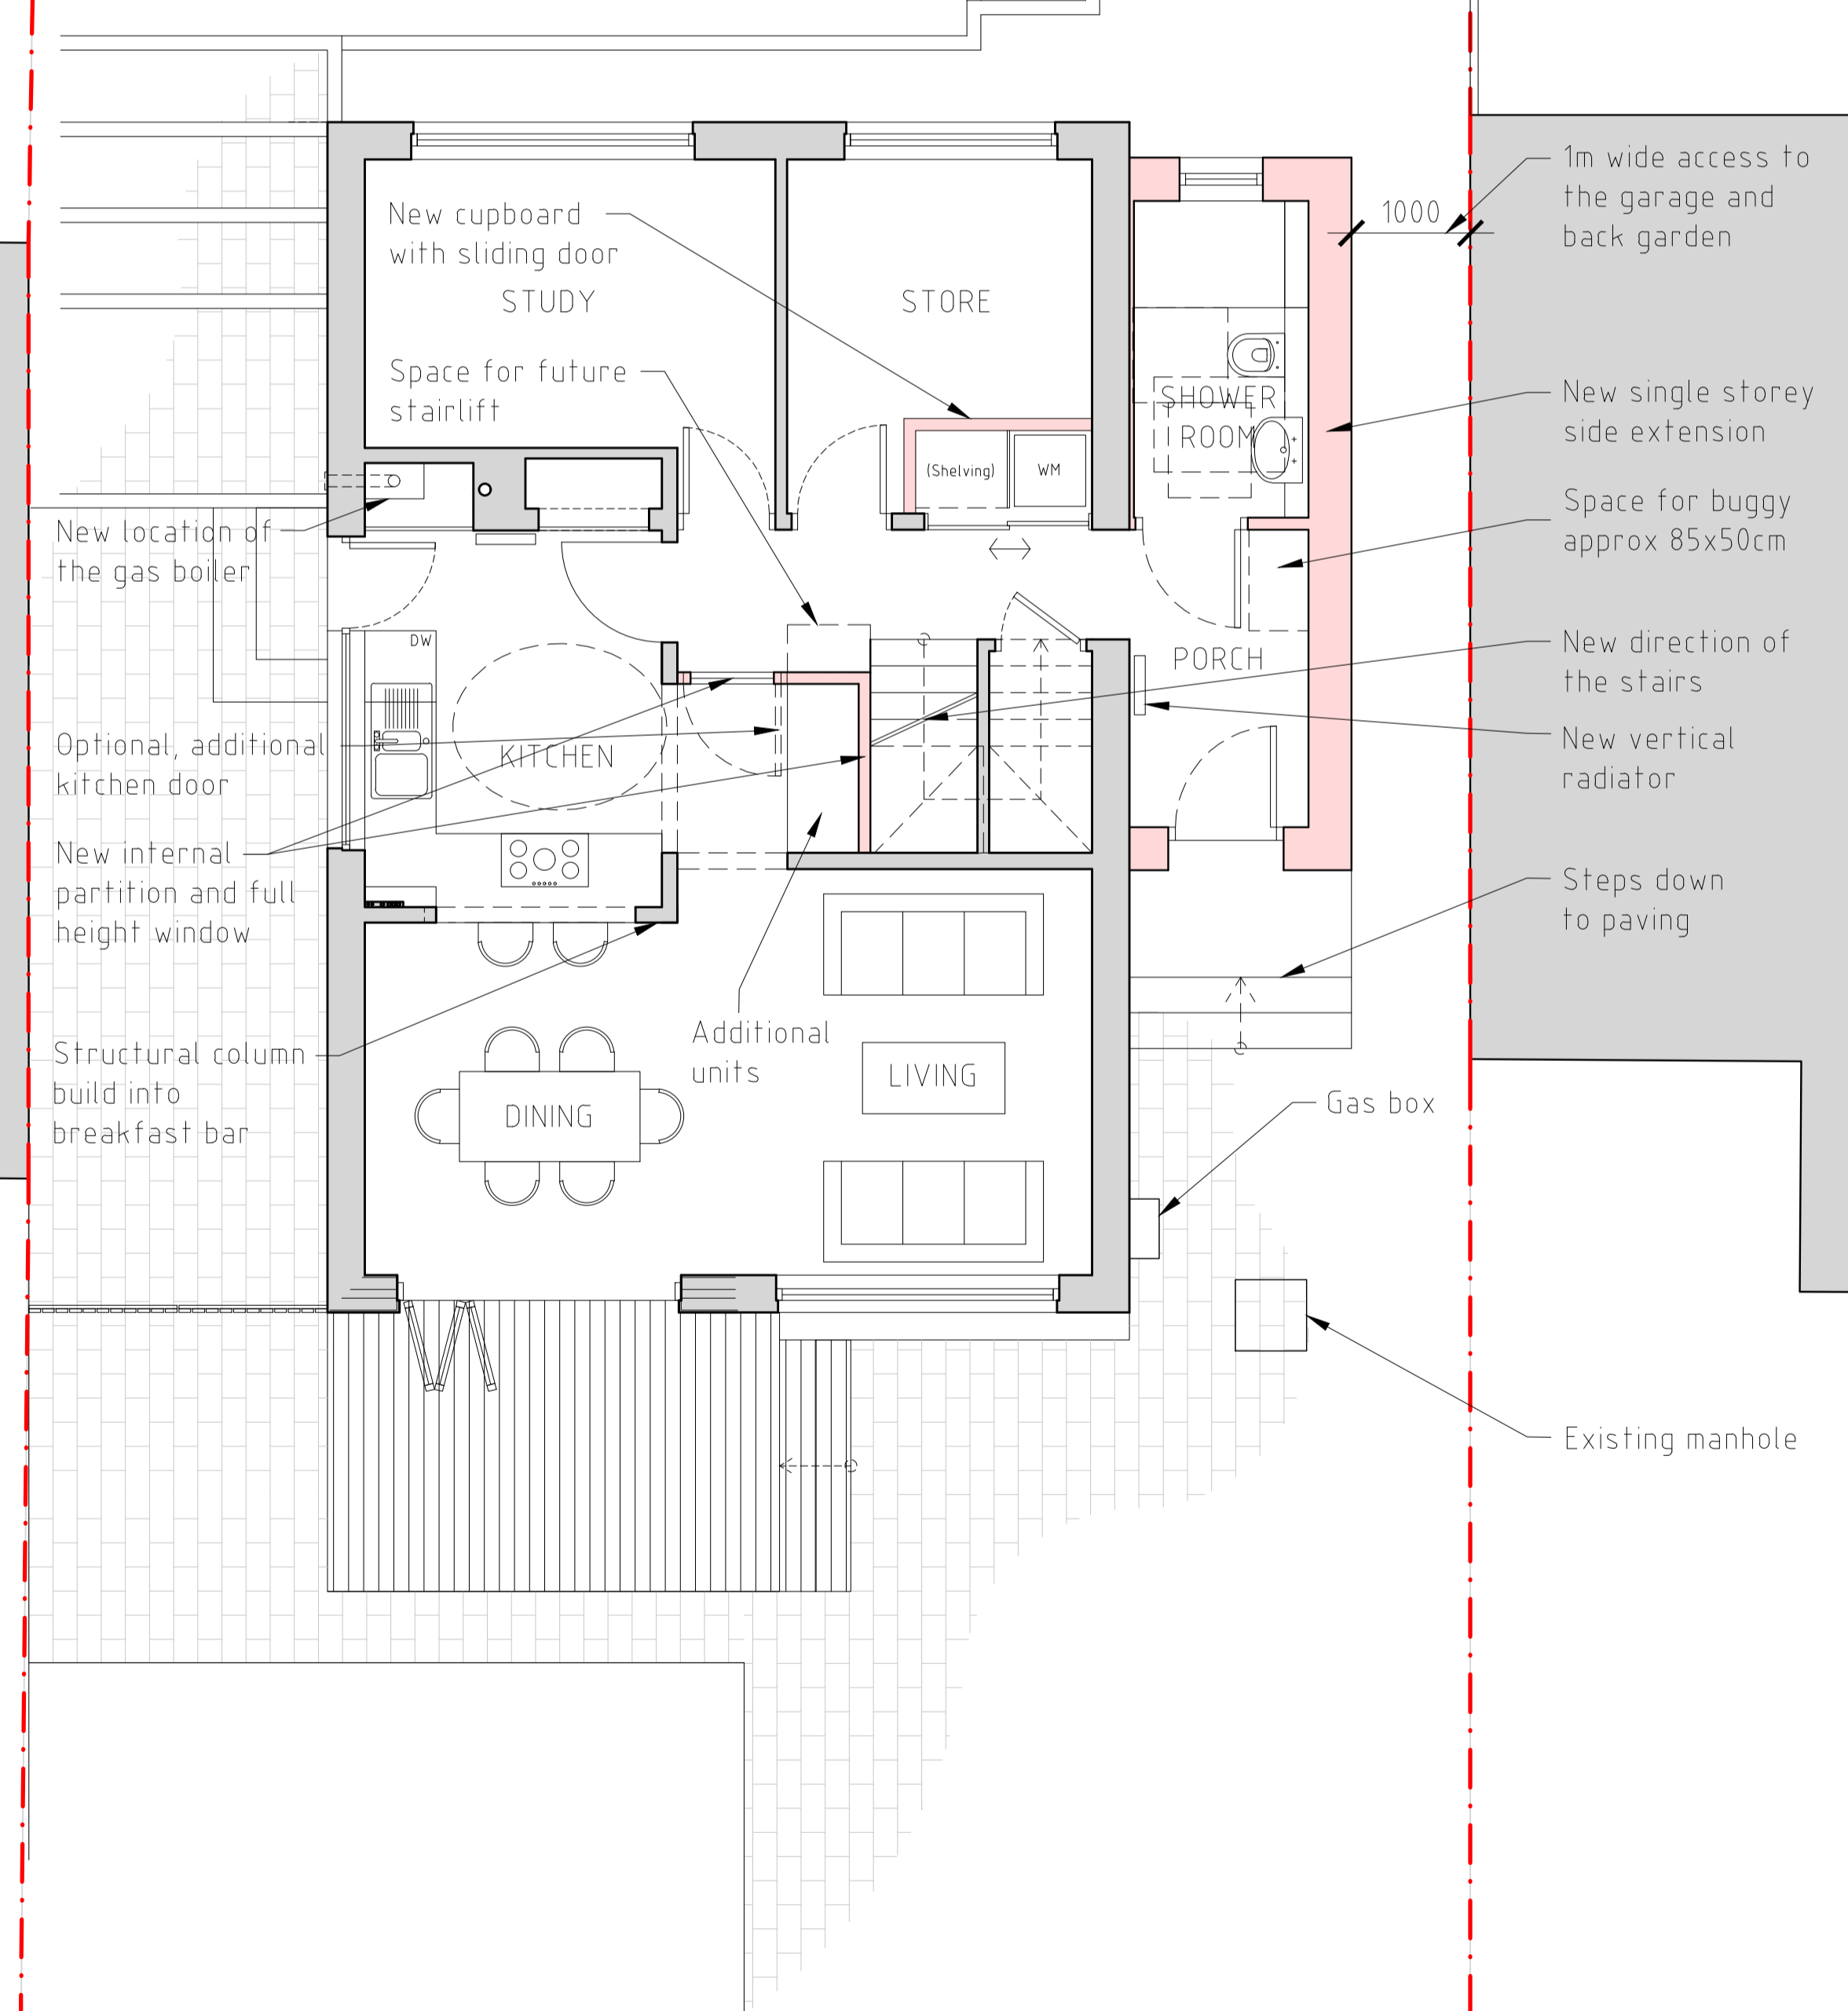 1m wide access to
the garage and
back garden
1000
New cupboard
with sliding door
STUDY
STORE
Space for future
stairlift
New single storey
side extension
SHOWER
ROOM
(Shelving)
WM
Space for buggy
approx 85x50cm
New location of
the gas boiler
DW
New direction of
the stairs
PORCH
Optional, additional
kitchen door
KITCHEN
New vertical
radiator
New internal
partition and full
height window
Steps down
to paving
Structural column
build into
breakfast bar
Additional
units
LIVING
DINING
Gas box
Existing manhole